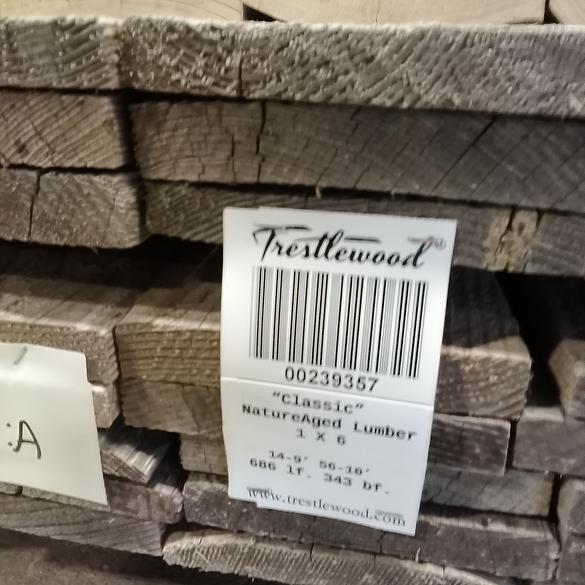 Trestlewood
00239357
"Classic"
NatureAged Lumber
1 X 6
14-9' 56-10'
686 lf. 343 bf.
www.trestlewood.com
:A